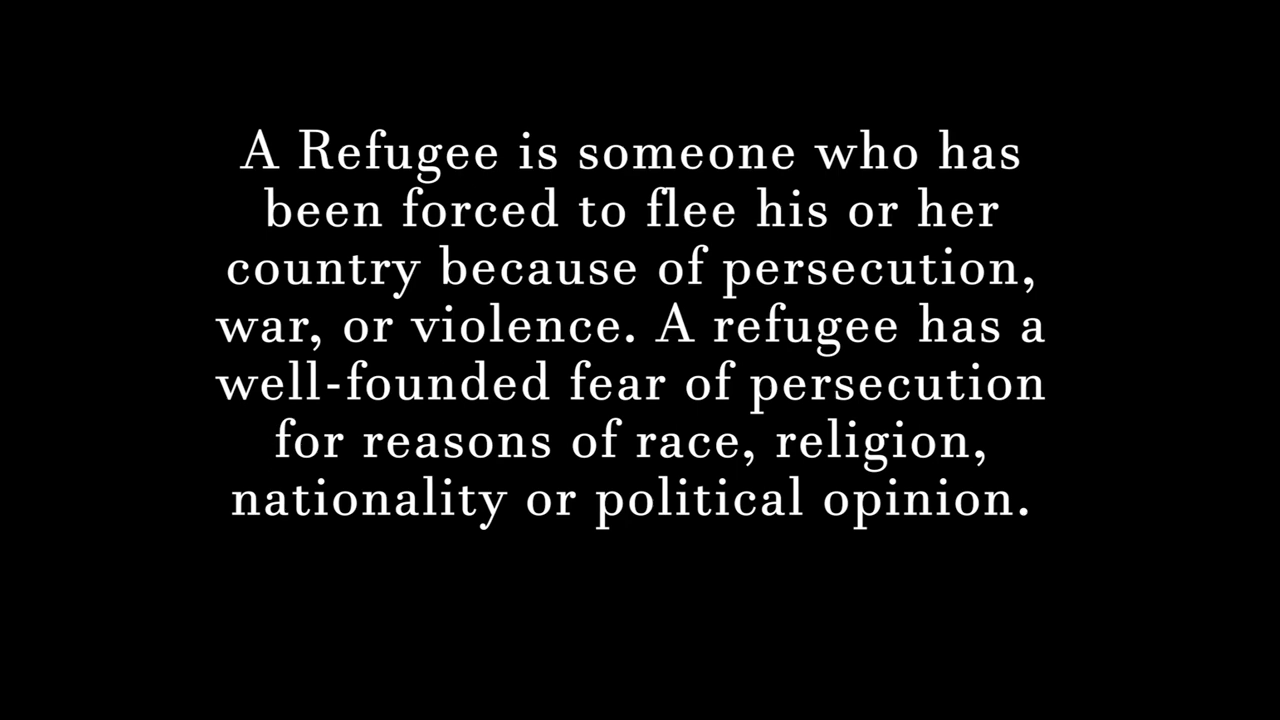 A Refugee is someone who has
been forced to flee his or her
country because of persecution,
war, or violence. A refugee has a
well-founded fear of persecution
for reasons of race, religion,
nationality or political opinion.